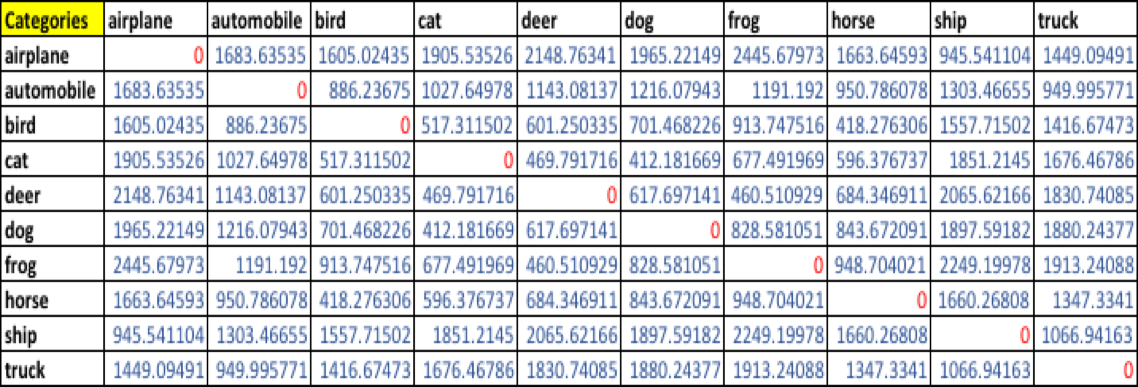 Categories airplane automobile bird cat deer dog frog horse ship truck
airplane 0 1683.63535 1605.02435 1905.53526 2148.76341 1965.22149 2445.67973 1663.64593 945.541104 1449.09491
automobile 1683.63535 0 886.23675 1027.64978 1143.08137 1216.07943 1191.192 950.786078 1303.46655 949.995771
bird 1605.02435 886.23675 0 517.311502 601.250335 701.468226 913.747516 418.276306 1557.71502 1416.67473
cat 1905.53526 1027.64978 517.311502 0 469.791716 412.181669 677.491969 596.376737 1851.2145 1676.46786
deer 2148.76341 1143.08137 601.250335 469.791716 0 617.697141 460.510929 684.346911 2065.62166 1830.74085
dog 1965.22149 1216.07943 701.468226 412.181669 617.697141 0 828.581051 843.672091 1897.59182 1880.24377
frog 2445.67973 1191.192 913.747516 677.491969 460.510929 828.581051 0 948.704021 2249.19978 1913.24088
horse 1663.64593 950.786078 418.276306 596.376737 684.346911 843.672091 948.704021 0 1660.26808 1347.3341
ship 945.541104 1303.46655 1557.71502 1851.2145 2065.62166 1897.59182 2249.19978 1660.26808 0 1066.94163
truck 1449.09491 949.995771 1416.67473 1676.46786 1830.74085 1880.24377 1913.24088 1347.3341 1066.94163 0